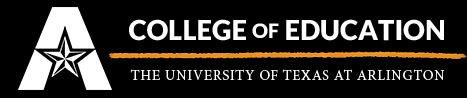 COLLEGE OF EDUCATION
THE UNIVERSITY OF TEXAS AT ARLINGTON